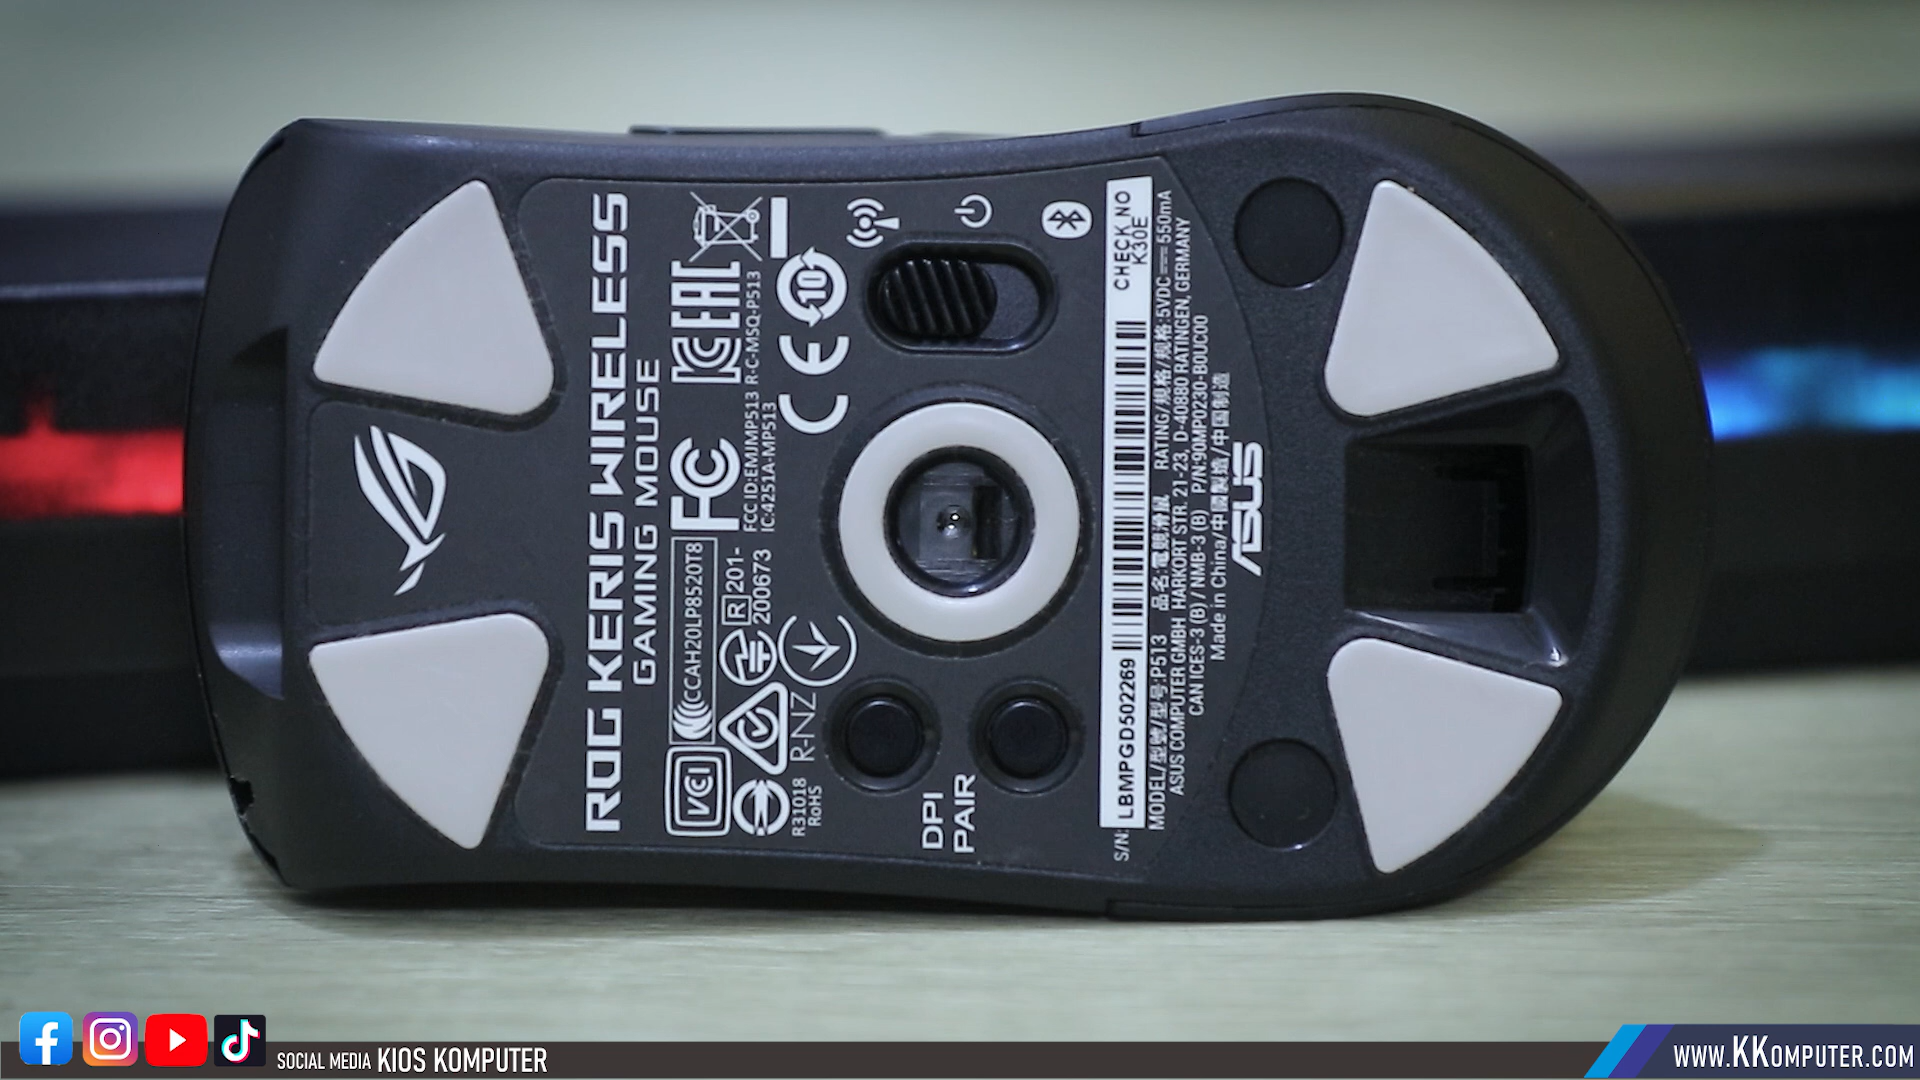 ROG KERIS WIRELESS
GAMING MOUSE
FCC ID:EMJMP513 R-C-MSQ-P513
IC:4251A-MP513
CCAH20LP8520T8
R 201-
200673
VCI
R-NZ
R31018
RoHS
10
DPI
PAIR
S/N: LBMPGD502269
CHECK NO
K30E
MODEL/型號/型号:P513 品名:電競滑鼠 RATING/規格/规格:5VDC 550mA
ASUS COMPUTER GMBH HARKORT STR. 21-23, D-40880 RATINGEN, GERMANY
CAN ICES-3 (B) / NMB-3 (B) P/N:90MP0230-B0UC00
Made in China/中國製造/中国制造
ASUS
SOCIAL MEDIA KIOS KOMPUTER
WWW.KKOMPUTER.COM